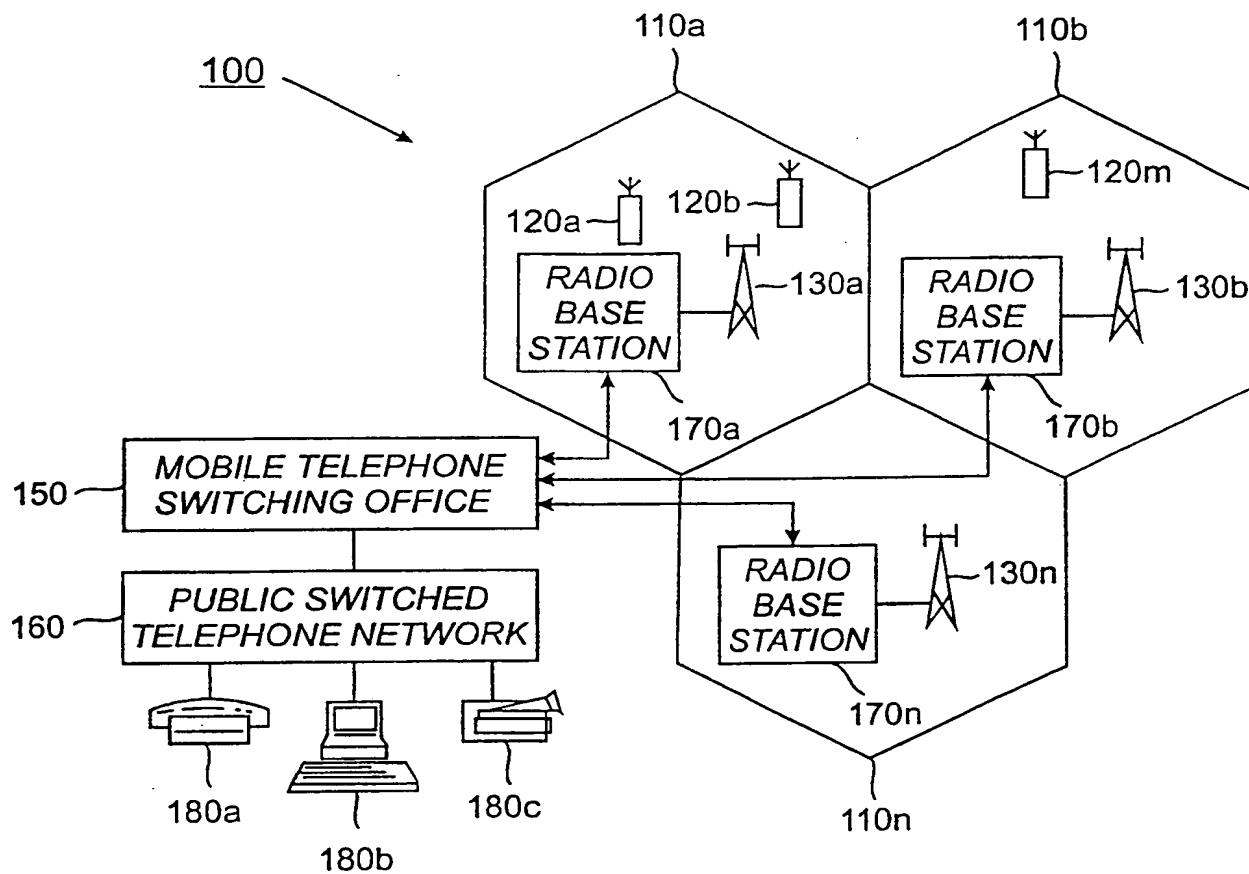 110a
110b
100
120a
120b
120m
RADIO
BASE
STATION
130a
RADIO
BASE
STATION
130b
170a
170b
150
MOBILE TELEPHONE
SWITCHING OFFICE
RADIO
BASE
STATION
130n
160
PUBLIC SWITCHED
TELEPHONE NETWORK
170n
180a
180b
180c
110n